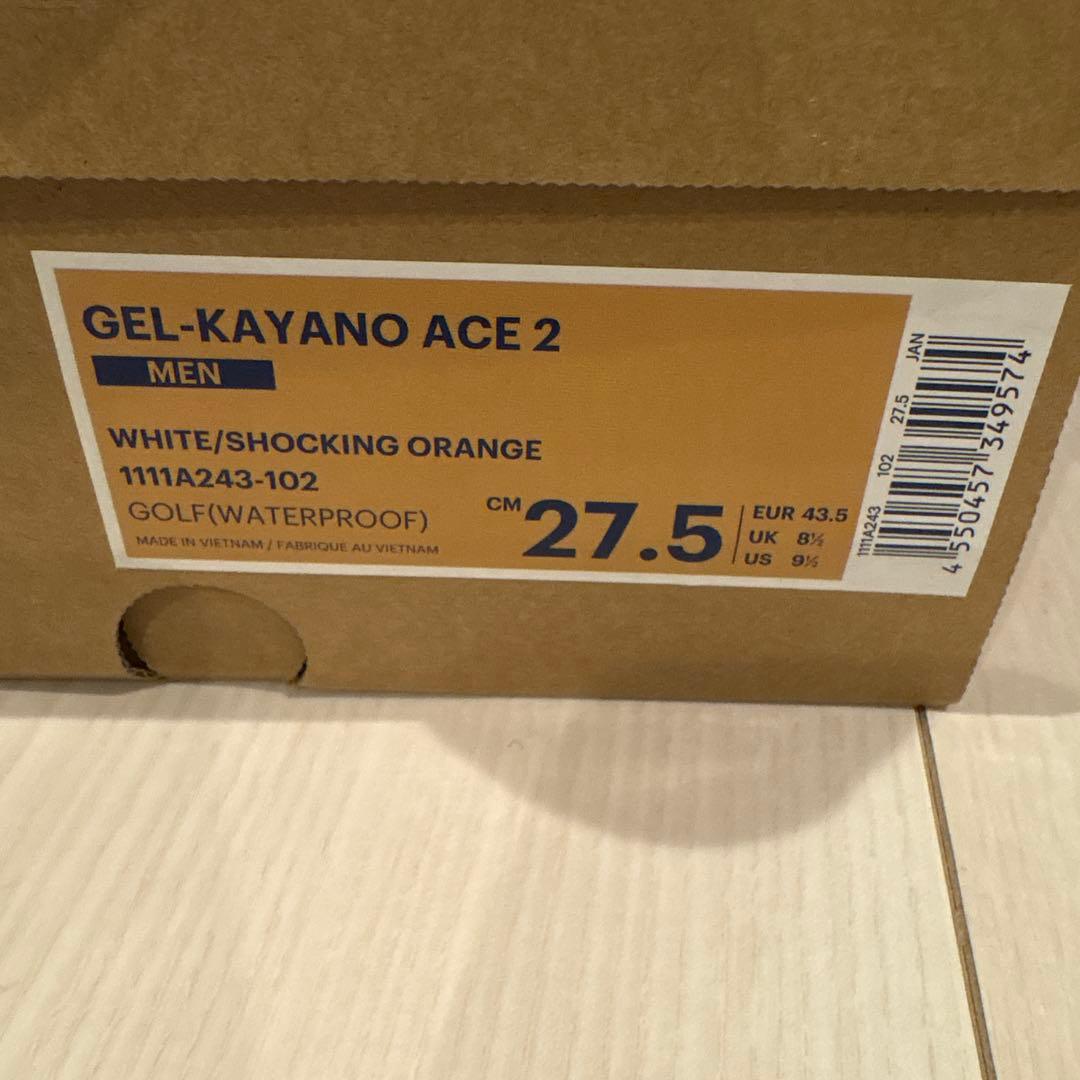 GEL-KAYANO ACE 2
MEN
WHITE/SHOCKING ORANGE
1111A243-102
GOLF(WATERPROOF)
MADE IN VIETNAM / FABRIQUE AU VIETNAM
CM 27.5
EUR 43.5
UK 8½
US 9½
1111A243 102 27.5 JAN
4 550457 349574